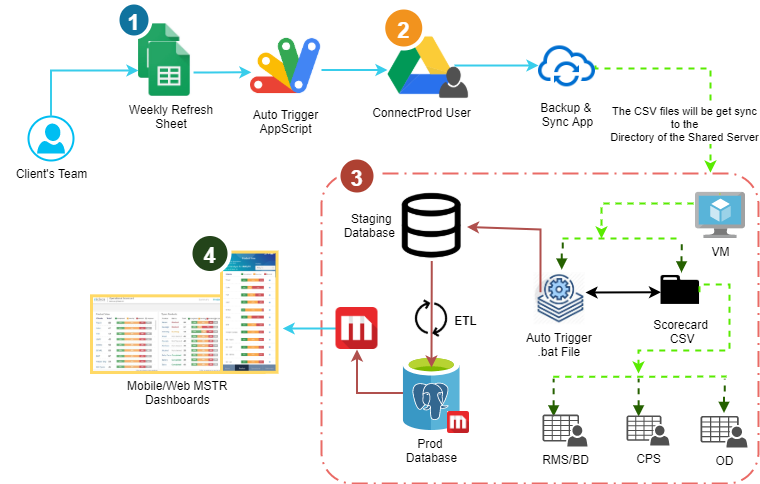 1
2
Weekly Refresh
Sheet
Auto Trigger
AppScript
ConnectProd User
Backup &
Sync App
The CSV files will be get sync
to the
Directory of the Shared Server
Client's Team
3
Staging
Database
VM
4
ETL
Auto Trigger
.bat File
Scorecard
CSV
m
Mobile/Web MSTR
Dashboards
Prod
Database
m
RMS/BD
CPS
OD